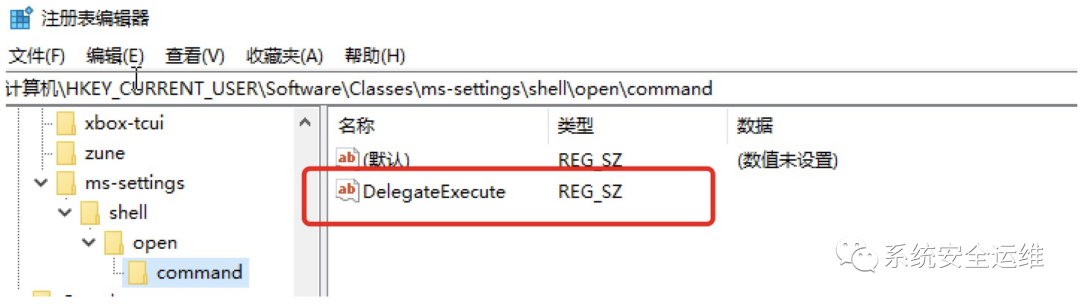 注册表编辑器
文件(F) 编辑(E) 查看(V) 收藏夹(A) 帮助(H)
计算机\HKEY_CURRENT_USER\Software\Classes\ms-settings\shell\open\command
xbox-tcui
zune
ms-settings
shell
open
command
名称 类型 数据
ab (默认) REG_SZ (数值未设置)
ab DelegateExecute REG_SZ
系统安全运维